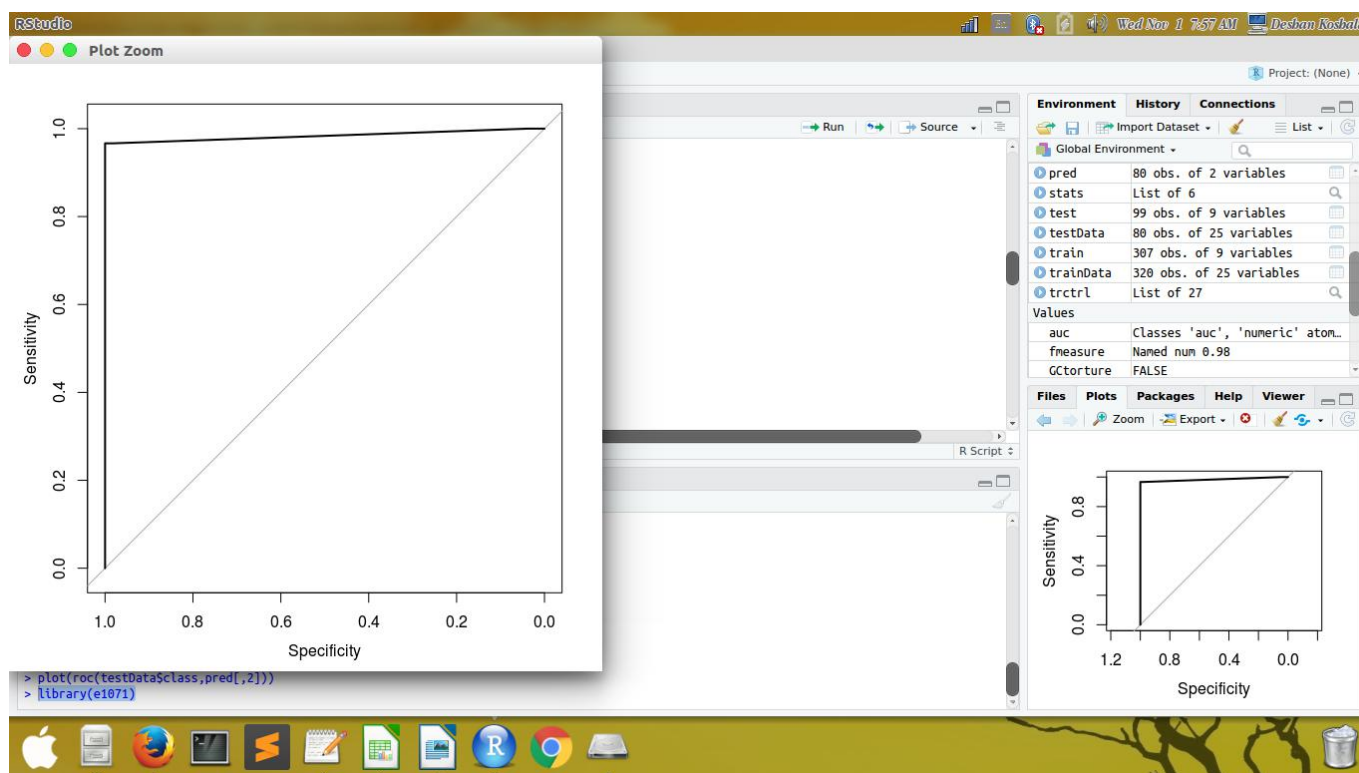 RStudio
En
Wed Nov 1 7:57 AM
Plot Zoom
Project: (None)
1.0
0.8
0.6
0.4
0.2
0.0
Sensitivity
1.0 0.8 0.6 0.4 0.2 0.0
Specificity
Run Source
R Script
> plot(roc(testData$class,pred[,2]))
> library(e1071)
Environment History Connections
Import Dataset List
Global Environment
pred 80 obs. of 2 variables
stats List of 6
test 99 obs. of 9 variables
testData 80 obs. of 25 variables
train 307 obs. of 9 variables
trainData 320 obs. of 25 variables
trctrl List of 27
Values
auc Classes 'auc', 'numeric' atom…
fmeasure Named num 0.98
GCtorture FALSE
Files Plots Packages Help Viewer
Zoom Export
0.8
0.4
0.0
Sensitivity
1.2 0.8 0.4 0.0
Specificity
R